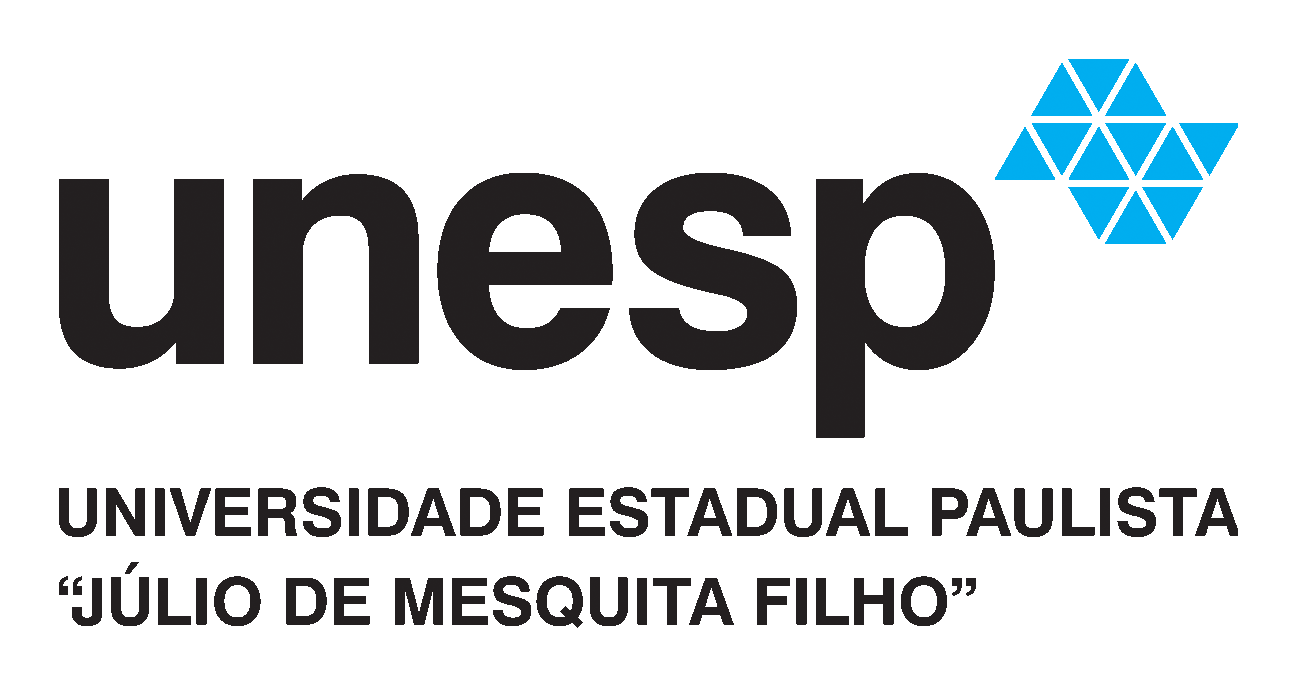 unesp
UNIVERSIDADE ESTADUAL PAULISTA
“JÚLIO DE MESQUITA FILHO”